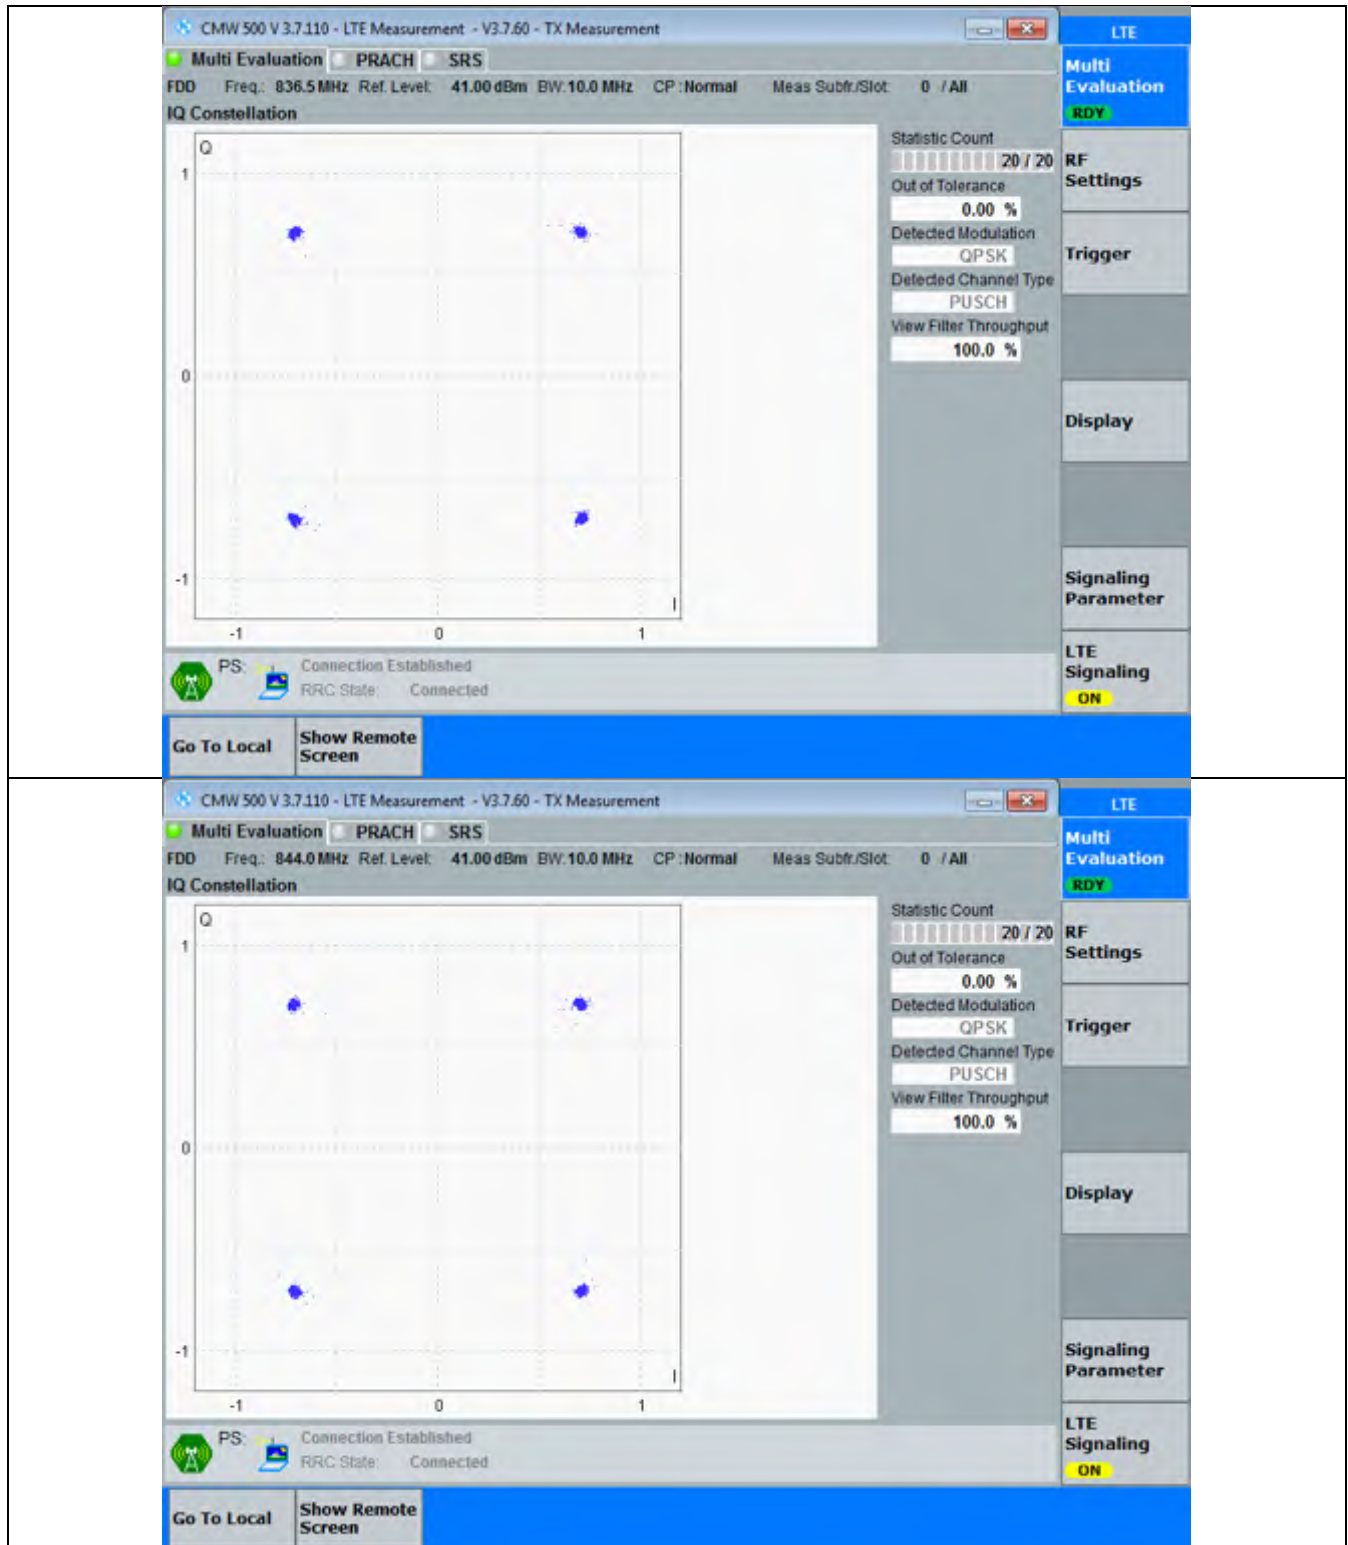 CMW 500 V 3.7.110 - LTE Measurement - V3.7.60 - TX Measurement
LTE
Multi Evaluation PRACH SRS
Multi
Evaluation
RDY
FDD Freq.: 836.5 MHz Ref. Level: 41.00 dBm BW: 10.0 MHz CP : Normal Meas Subfr./Slot: 0 / All
IQ Constellation
Q
1
0
-1
-1 0 1
I
Statistic Count
20 / 20
Out of Tolerance
0.00 %
Detected Modulation
QPSK
Detected Channel Type
PUSCH
View Filter Throughput
100.0 %
RF
Settings
Trigger
Display
Signaling
Parameter
LTE
Signaling
ON
PS: Connection Established
RRC State: Connected
Go To Local
Show Remote
Screen
CMW 500 V 3.7.110 - LTE Measurement - V3.7.60 - TX Measurement
LTE
Multi Evaluation PRACH SRS
Multi
Evaluation
RDY
FDD Freq.: 844.0 MHz Ref. Level: 41.00 dBm BW: 10.0 MHz CP : Normal Meas Subfr./Slot: 0 / All
IQ Constellation
Q
1
0
-1
-1 0 1
I
Statistic Count
20 / 20
Out of Tolerance
0.00 %
Detected Modulation
QPSK
Detected Channel Type
PUSCH
View Filter Throughput
100.0 %
RF
Settings
Trigger
Display
Signaling
Parameter
LTE
Signaling
ON
PS: Connection Established
RRC State: Connected
Go To Local
Show Remote
Screen